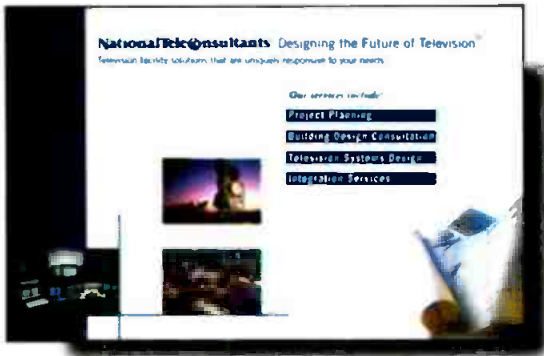 NationalTeleConsultants Designing the Future of Television
Television facility solutions that are uniquely responsive to your needs
Our services include:
Project Planning
Building Design Consultation
Television Systems Design
Integration Services